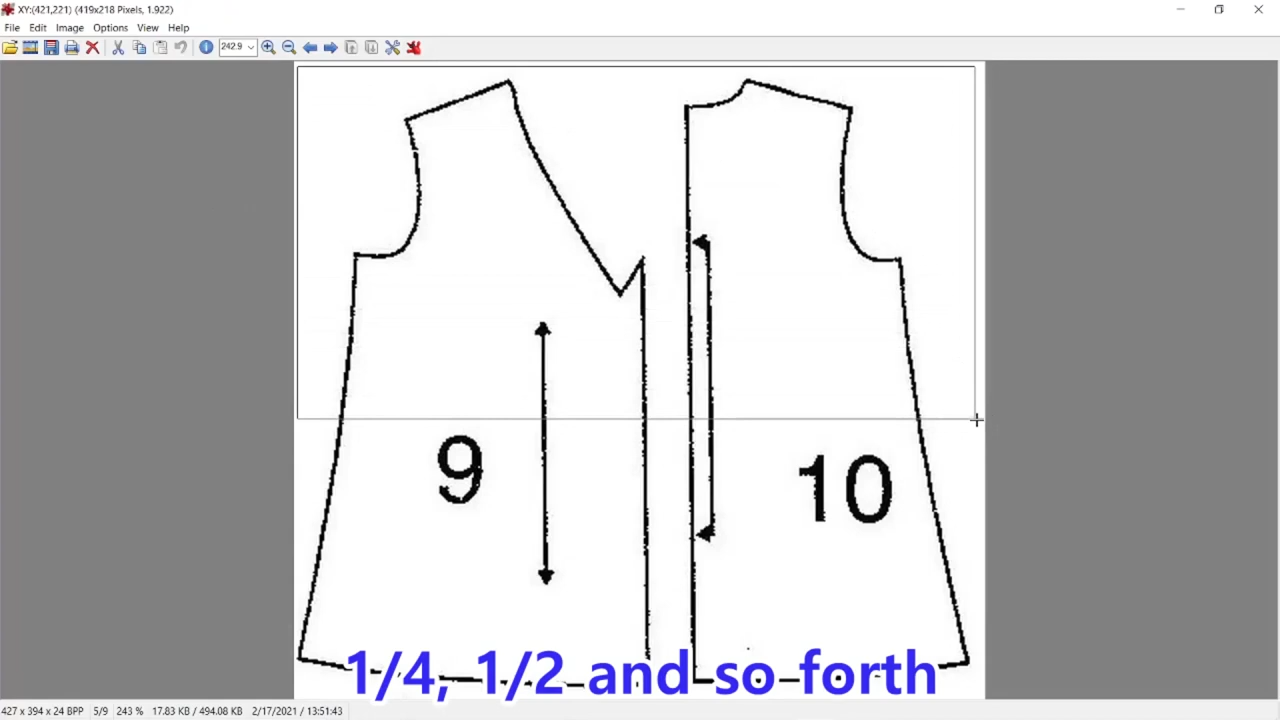 XY:(421,221) (419x218 Pixels, 1.922)
File Edit Image Options View Help
242.9
9
10
1/4, 1/2 and so forth
427 x 394 x 24 BPP 5/9 243 % 17.83 KB / 494.08 KB 2/17/2021 / 13:51:43